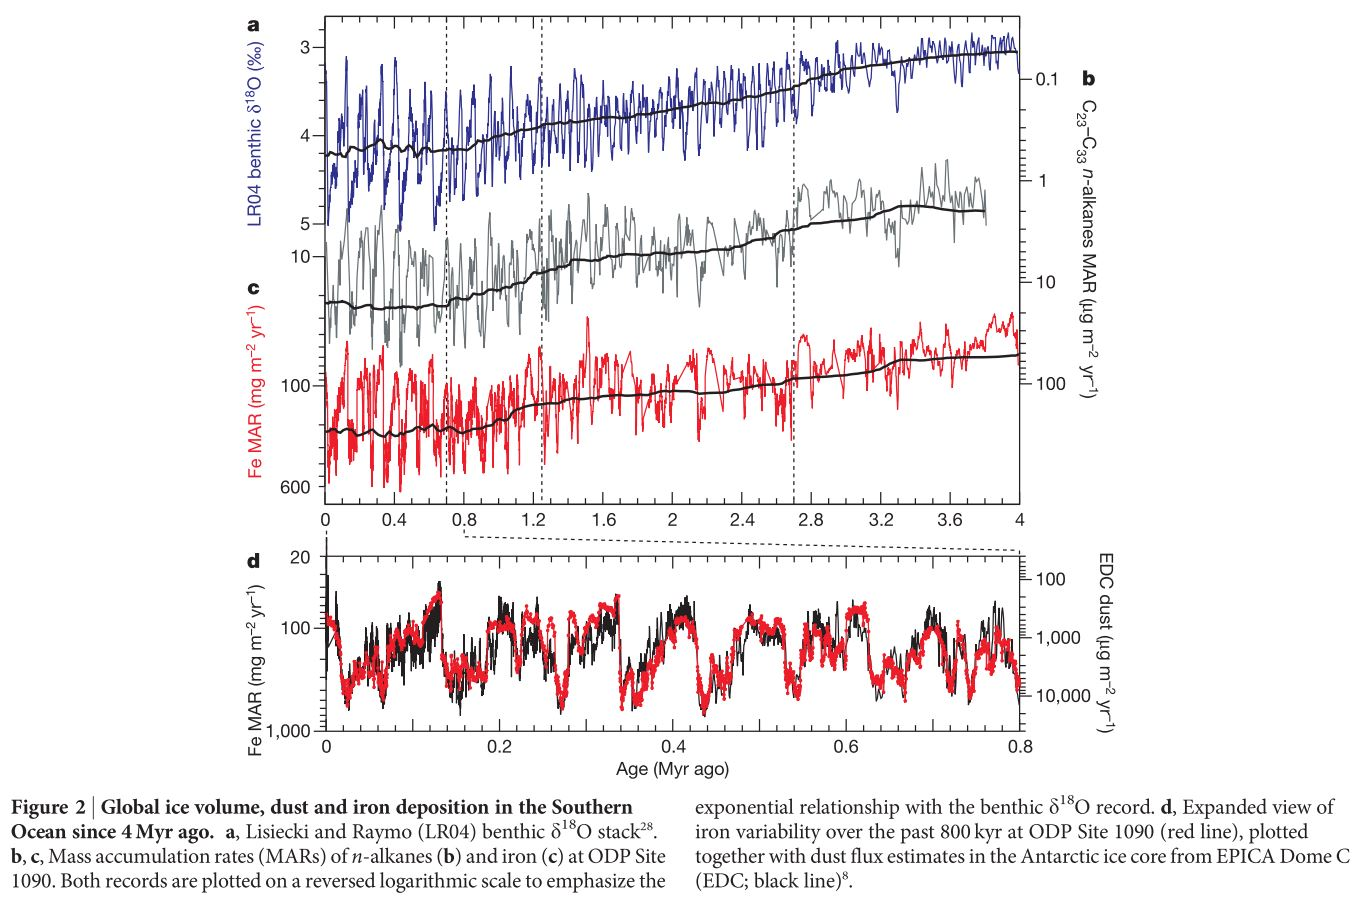 a
3
4
5
LR04 benthic δ¹⁸O (‰)
b
0.1
1
10
100
C₂₃–C₃₃ n-alkanes MAR (µg m⁻² yr⁻¹)
c
10
100
600
Fe MAR (mg m⁻² yr⁻¹)
0 0.4 0.8 1.2 1.6 2 2.4 2.8 3.2 3.6 4
d
20
100
1,000
Fe MAR (mg m⁻² yr⁻¹)
100
1,000
10,000
EDC dust (µg m⁻² yr⁻¹)
0 0.2 0.4 0.6 0.8
Age (Myr ago)
Figure 2 | Global ice volume, dust and iron deposition in the Southern
Ocean since 4 Myr ago. a, Lisiecki and Raymo (LR04) benthic δ¹⁸O stack²⁸.
b, c, Mass accumulation rates (MARs) of n-alkanes (b) and iron (c) at ODP Site
1090. Both records are plotted on a reversed logarithmic scale to emphasize the
exponential relationship with the benthic δ¹⁸O record. d, Expanded view of
iron variability over the past 800 kyr at ODP Site 1090 (red line), plotted
together with dust flux estimates in the Antarctic ice core from EPICA Dome C
(EDC; black line)⁸.